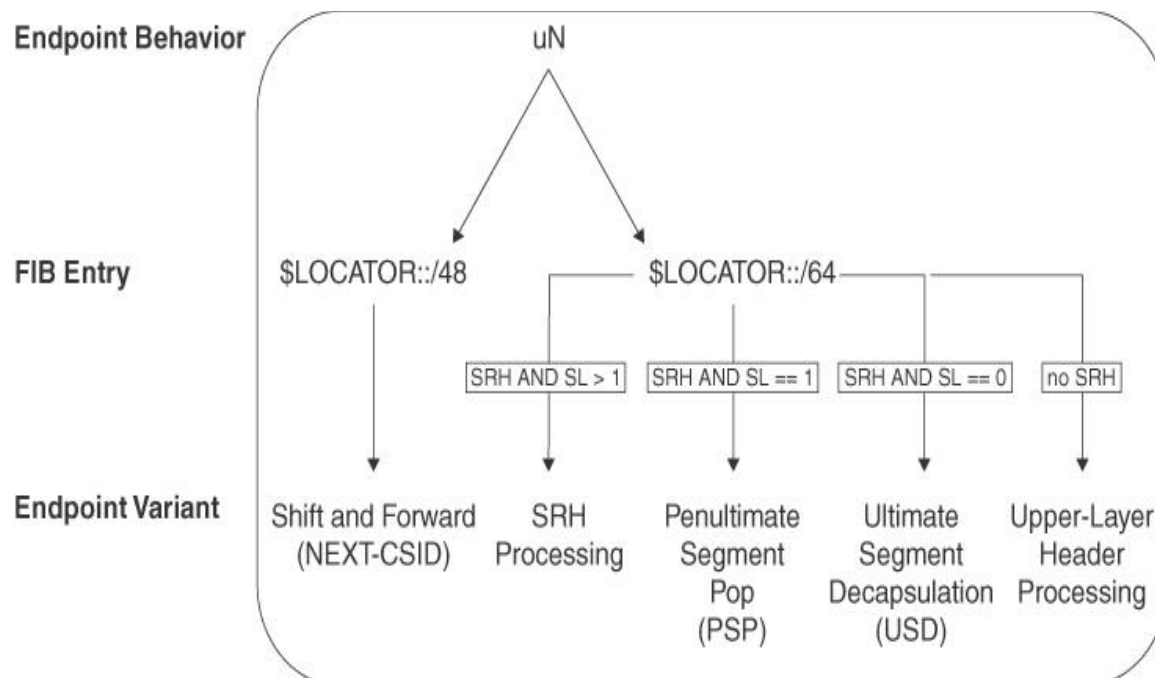 Endpoint Behavior
uN
FIB Entry
$LOCATOR::/48
$LOCATOR::/64
SRH AND SL > 1
SRH AND SL == 1
SRH AND SL == 0
no SRH
Endpoint Variant
Shift and Forward
(NEXT-CSID)
SRH
Processing
Penultimate
Segment
Pop
(PSP)
Ultimate
Segment
Decapsulation
(USD)
Upper-Layer
Header
Processing